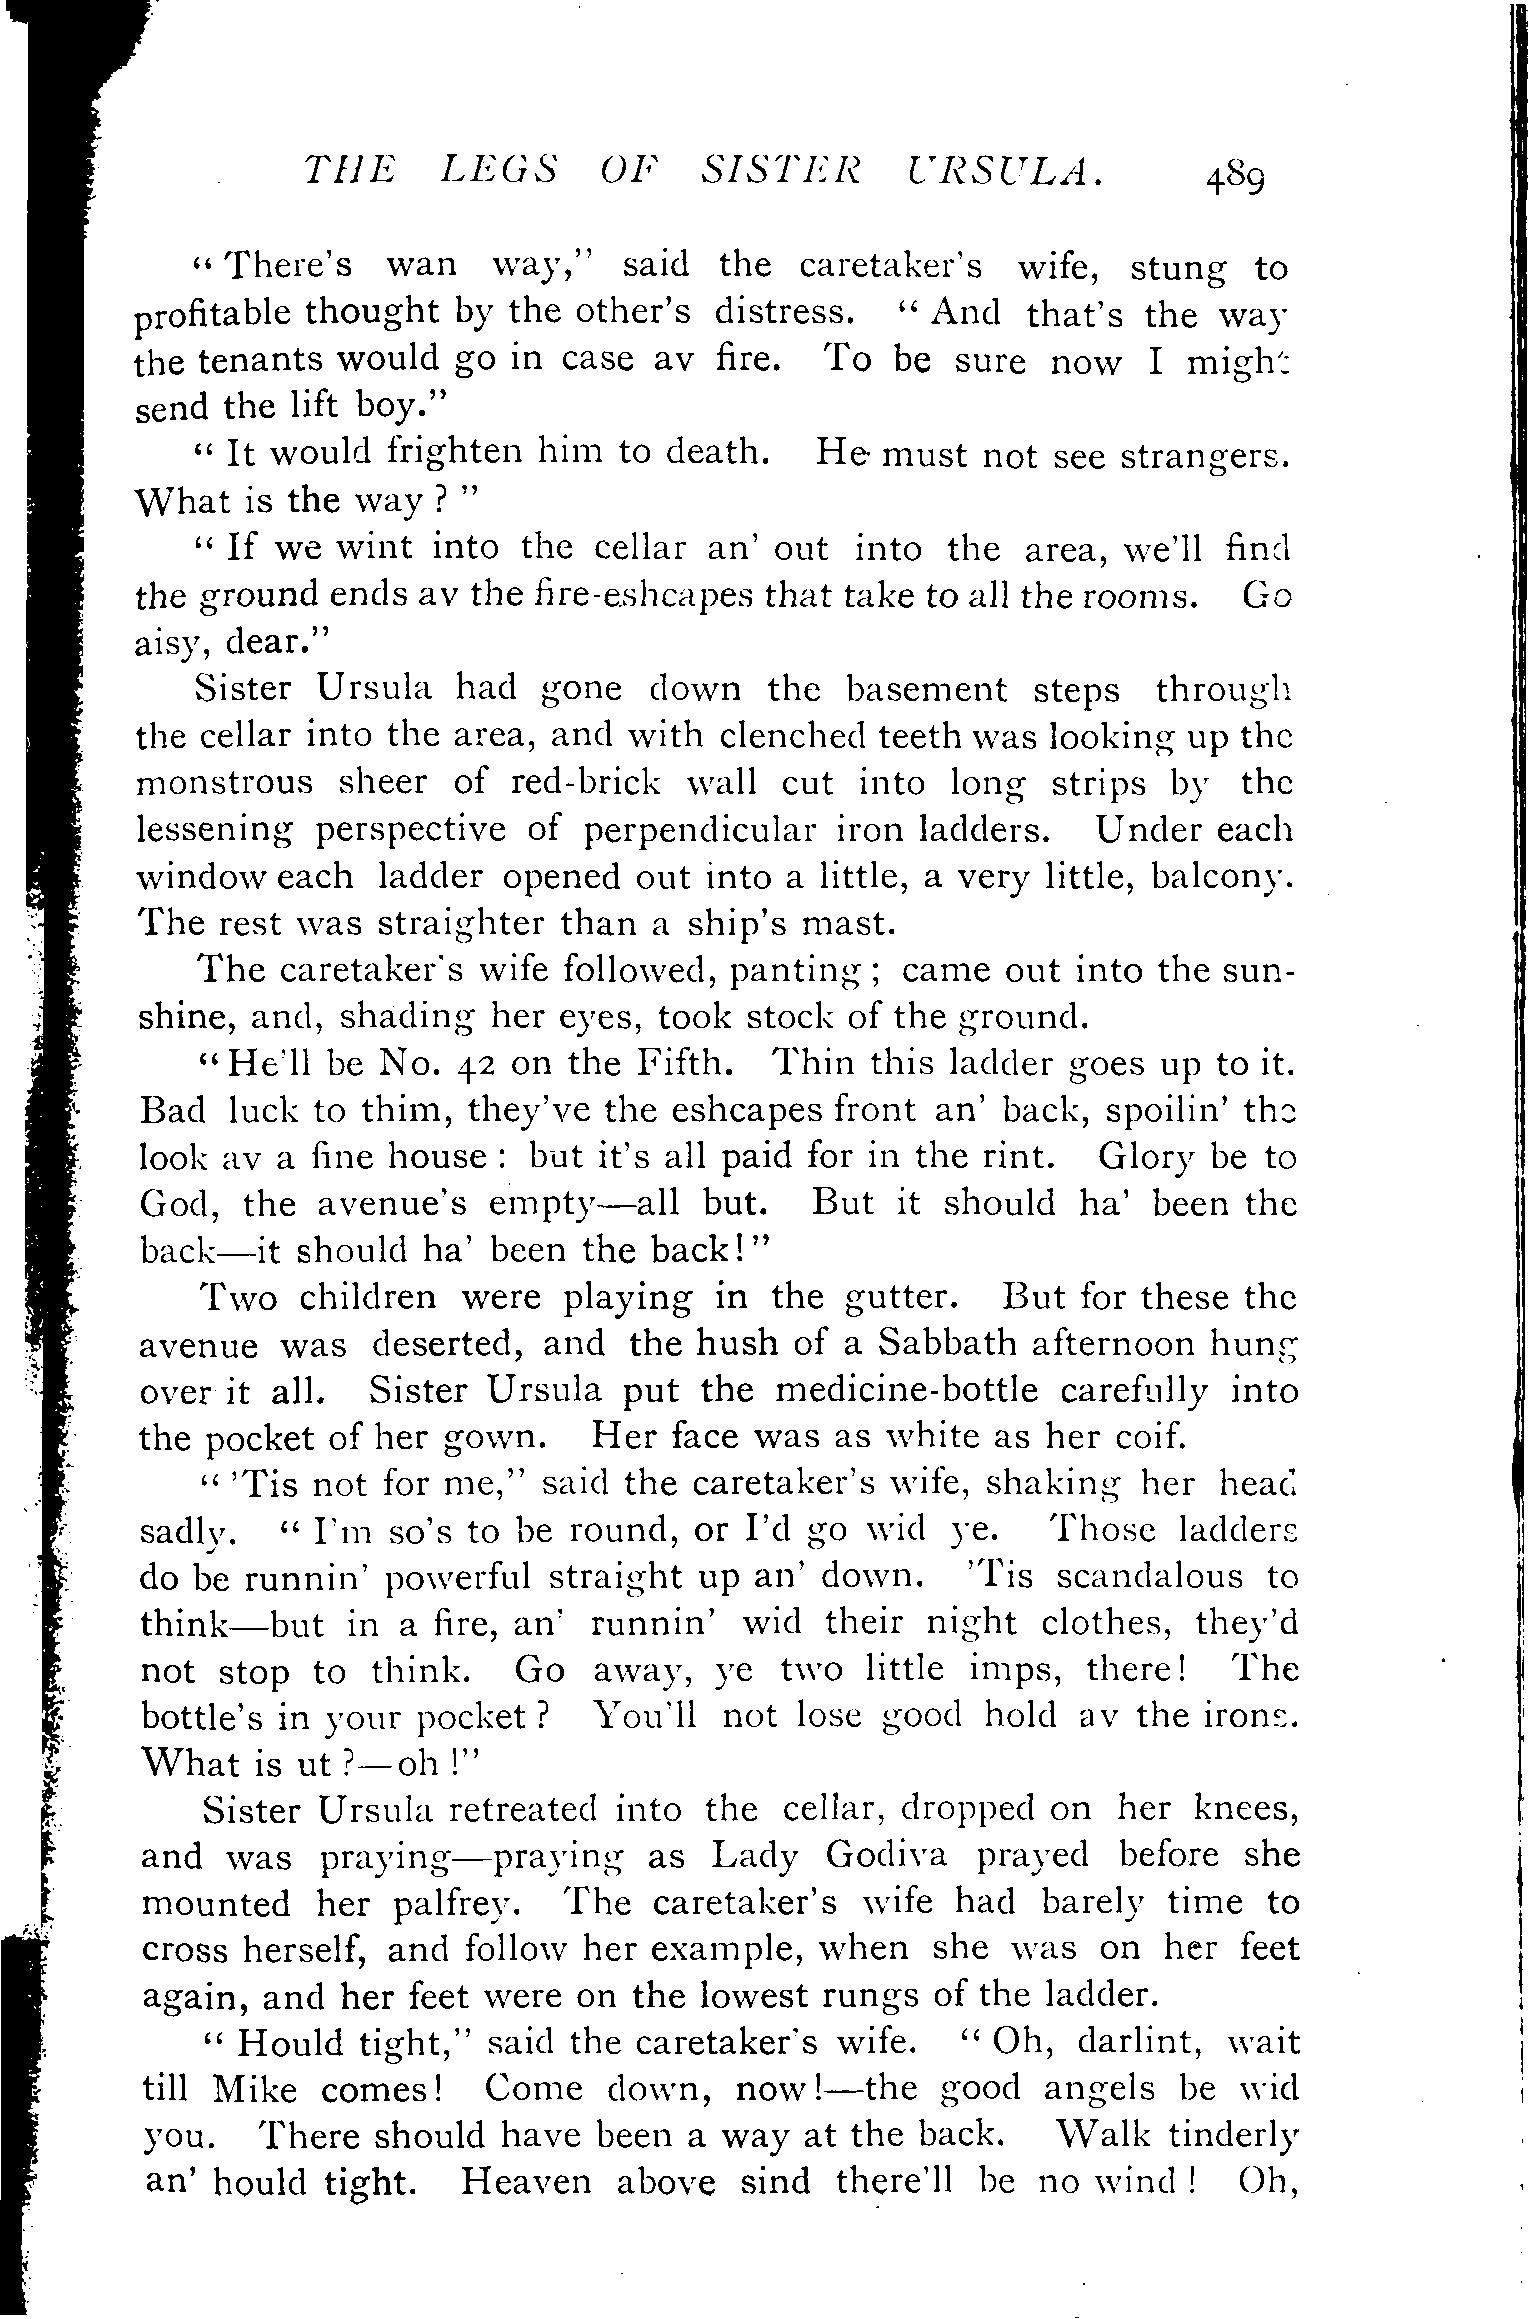 THE LEGS OF SISTER URSULA. 489
“ There's wan way,” said the caretaker's wife, stung to
profitable thought by the other's distress. “ And that's the way
the tenants would go in case av fire. To be sure now I might
send the lift boy.”
“ It would frighten him to death. He must not see strangers.
What is the way ? ”
“ If we wint into the cellar an' out into the area, we'll find
the ground ends av the fire-eshcapes that take to all the rooms. Go
aisy, dear.”
Sister Ursula had gone down the basement steps through
the cellar into the area, and with clenched teeth was looking up the
monstrous sheer of red-brick wall cut into long strips by the
lessening perspective of perpendicular iron ladders. Under each
window each ladder opened out into a little, a very little, balcony.
The rest was straighter than a ship's mast.
The caretaker's wife followed, panting ; came out into the sun-
shine, and, shading her eyes, took stock of the ground.
“ He'll be No. 42 on the Fifth. Thin this ladder goes up to it.
Bad luck to thim, they've the eshcapes front an' back, spoilin' the
look av a fine house : but it's all paid for in the rint. Glory be to
God, the avenue's empty—all but. But it should ha' been the
back—it should ha' been the back! ”
Two children were playing in the gutter. But for these the
avenue was deserted, and the hush of a Sabbath afternoon hung
over it all. Sister Ursula put the medicine-bottle carefully into
the pocket of her gown. Her face was as white as her coif.
“ 'Tis not for me,” said the caretaker's wife, shaking her head
sadly. “ I'm so's to be round, or I'd go wid ye. Those ladders
do be runnin' powerful straight up an' down. 'Tis scandalous to
think—but in a fire, an' runnin' wid their night clothes, they'd
not stop to think. Go away, ye two little imps, there! The
bottle's in your pocket ? You'll not lose good hold av the irons.
What is ut ?—oh !”
Sister Ursula retreated into the cellar, dropped on her knees,
and was praying—praying as Lady Godiva prayed before she
mounted her palfrey. The caretaker's wife had barely time to
cross herself, and follow her example, when she was on her feet
again, and her feet were on the lowest rungs of the ladder.
“ Hould tight,” said the caretaker's wife. “ Oh, darlint, wait
till Mike comes! Come down, now!—the good angels be wid
you. There should have been a way at the back. Walk tinderly
an' hould tight. Heaven above sind there'll be no wind ! Oh,